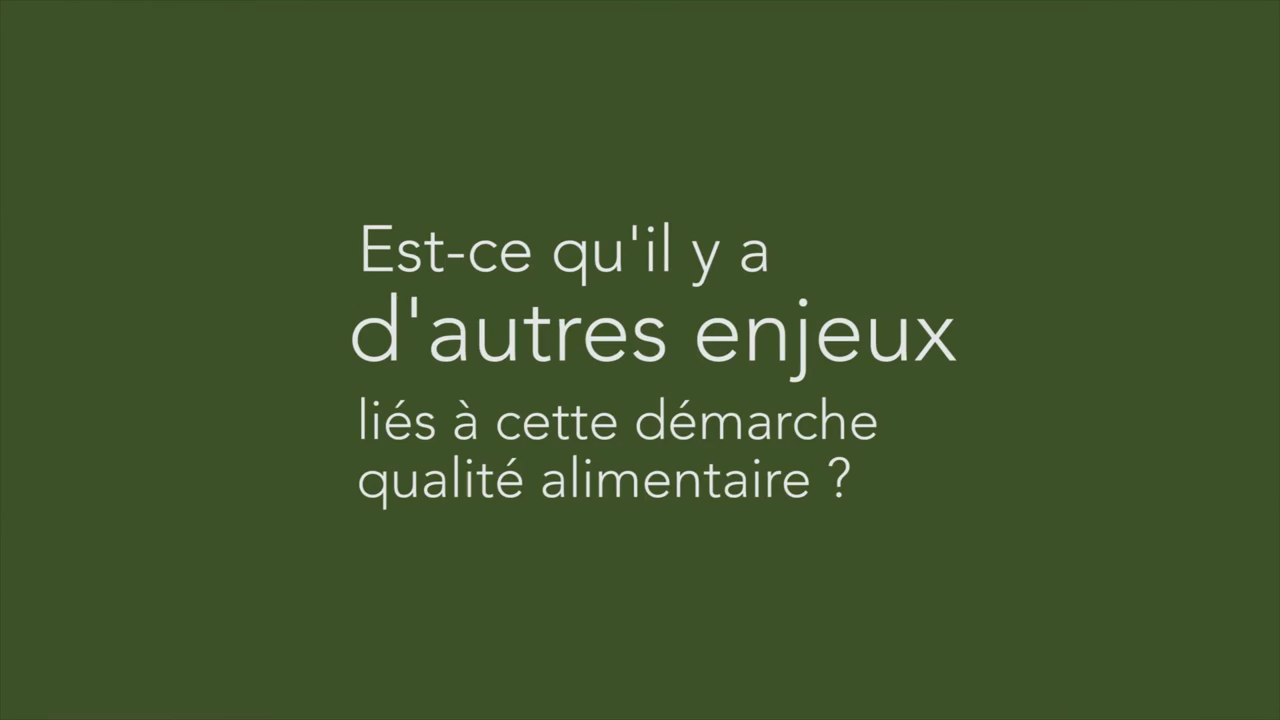 Est-ce qu'il y a
d'autres enjeux
liés à cette démarche
qualité alimentaire ?